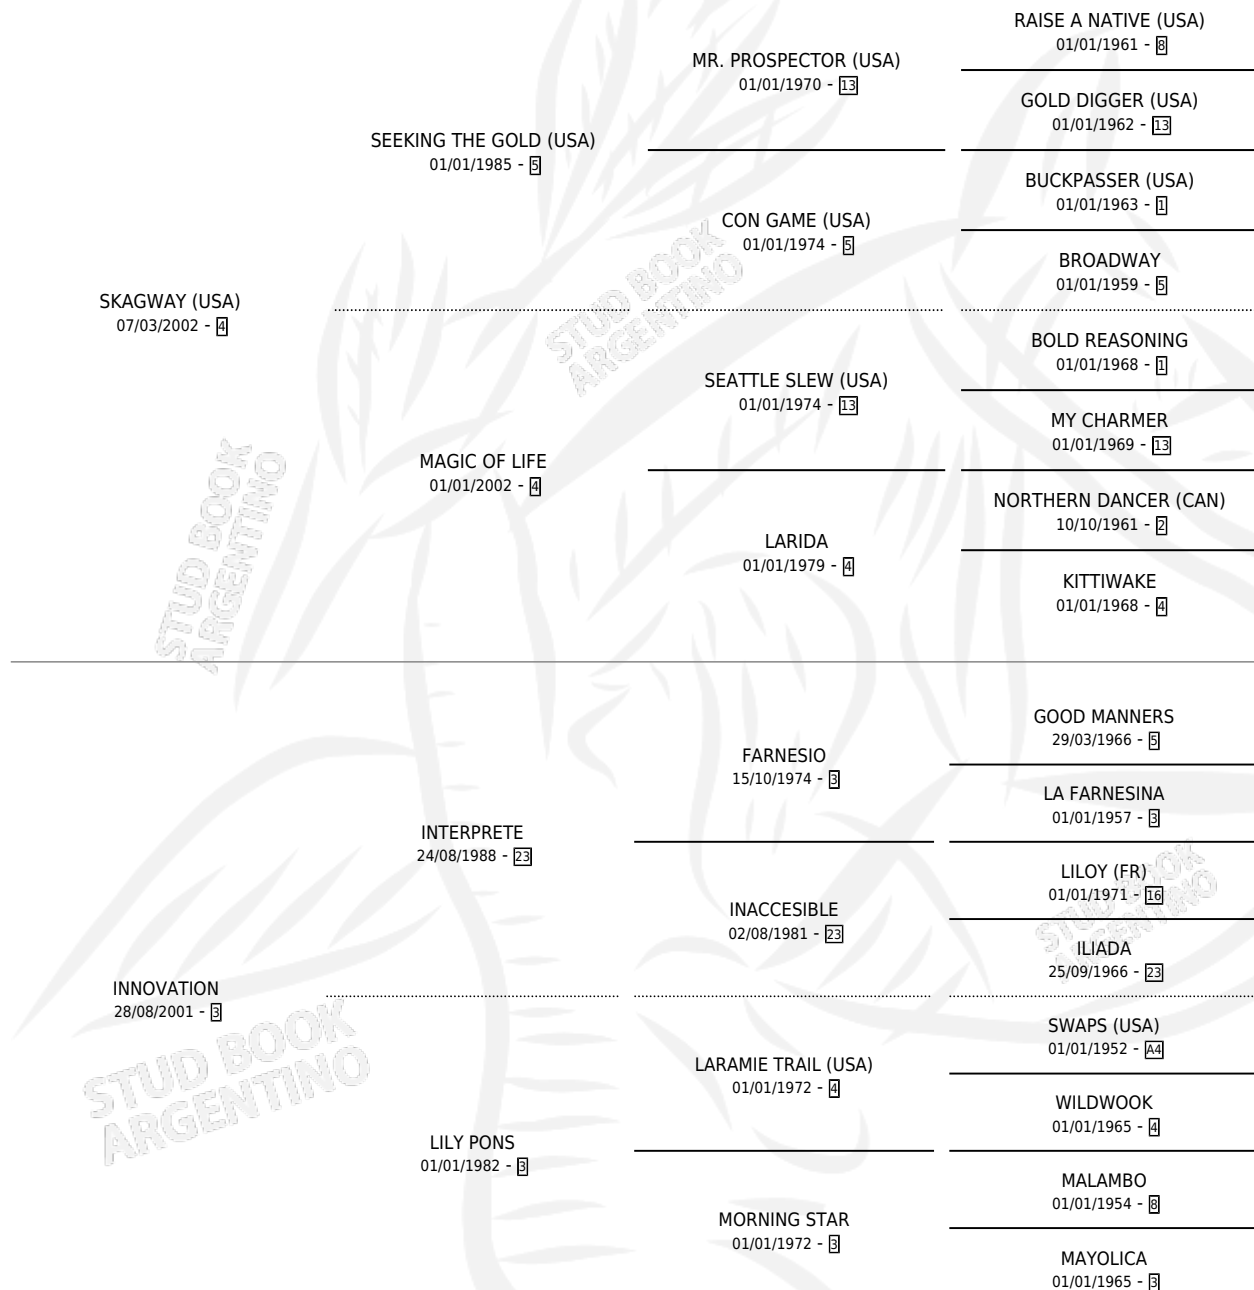 RAISE A NATIVE (USA)
01/01/1961 - 8
MR. PROSPECTOR (USA)
01/01/1970 - 13
GOLD DIGGER (USA)
01/01/1962 - 13
SEEKING THE GOLD (USA)
01/01/1985 - 5
BUCKPASSER (USA)
01/01/1963 - 1
CON GAME (USA)
01/01/1974 - 5
BROADWAY
01/01/1959 - 5
SKAGWAY (USA)
07/03/2002 - 4
BOLD REASONING
01/01/1968 - 1
SEATTLE SLEW (USA)
01/01/1974 - 13
MY CHARMER
01/01/1969 - 13
MAGIC OF LIFE
01/01/2002 - 4
NORTHERN DANCER (CAN)
10/10/1961 - 2
LARIDA
01/01/1979 - 4
KITTIWAKE
01/01/1968 - 4
GOOD MANNERS
29/03/1966 - 5
FARNESIO
15/10/1974 - 3
LA FARNESINA
01/01/1957 - 3
INTERPRETE
24/08/1988 - 23
LILOY (FR)
01/01/1971 - 16
INACCESIBLE
02/08/1981 - 23
ILIADA
25/09/1966 - 23
INNOVATION
28/08/2001 - 3
SWAPS (USA)
01/01/1952 - A4
LARAMIE TRAIL (USA)
01/01/1972 - 4
WILDWOOK
01/01/1965 - 4
LILY PONS
01/01/1982 - 3
MALAMBO
01/01/1954 - 8
MORNING STAR
01/01/1972 - 3
MAYOLICA
01/01/1965 - 3
STUD BOOK
ARGENTINO
STUD BOOK
ARGENTINO
STUD BOOK
ARGENTINO
STUD BOOK
ARGENTINO